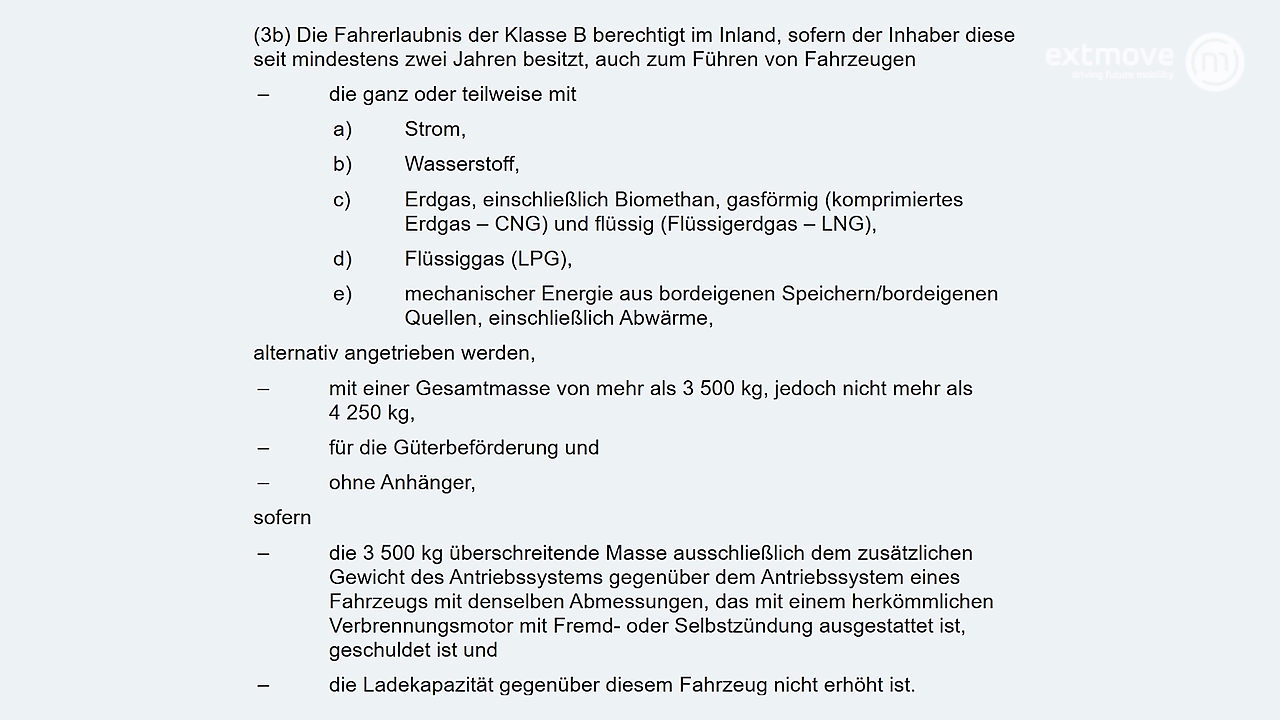 (3b) Die Fahrerlaubnis der Klasse B berechtigt im Inland, sofern der Inhaber diese
seit mindestens zwei Jahren besitzt, auch zum Führen von Fahrzeugen
– die ganz oder teilweise mit
a) Strom,
b) Wasserstoff,
c) Erdgas, einschließlich Biomethan, gasförmig (komprimiertes
Erdgas – CNG) und flüssig (Flüssigerdgas – LNG),
d) Flüssiggas (LPG),
e) mechanischer Energie aus bordeigenen Speichern/bordeigenen
Quellen, einschließlich Abwärme,
alternativ angetrieben werden,
– mit einer Gesamtmasse von mehr als 3 500 kg, jedoch nicht mehr als
4 250 kg,
– für die Güterbeförderung und
– ohne Anhänger,
sofern
– die 3 500 kg überschreitende Masse ausschließlich dem zusätzlichen
Gewicht des Antriebssystems gegenüber dem Antriebssystem eines
Fahrzeugs mit denselben Abmessungen, das mit einem herkömmlichen
Verbrennungsmotor mit Fremd- oder Selbstzündung ausgestattet ist,
geschuldet ist und
– die Ladekapazität gegenüber diesem Fahrzeug nicht erhöht ist.
extmove
driving future mobility
m